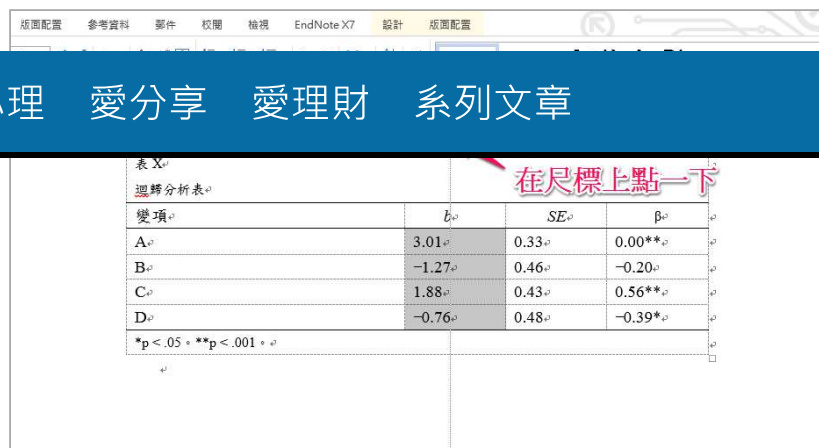 版面配置 參考資料 郵件 校閱 檢視 EndNote X7 設計 版面配置
理 愛分享 愛理財 系列文章
表 X
在尺標上點一下
迴歸分析表
變項 b SE β
A 3.01 0.33 0.00**
B −1.27 0.46 −0.20
C 1.88 0.43 0.56**
D −0.76 0.48 −0.39*
*p < .05。**p < .001。